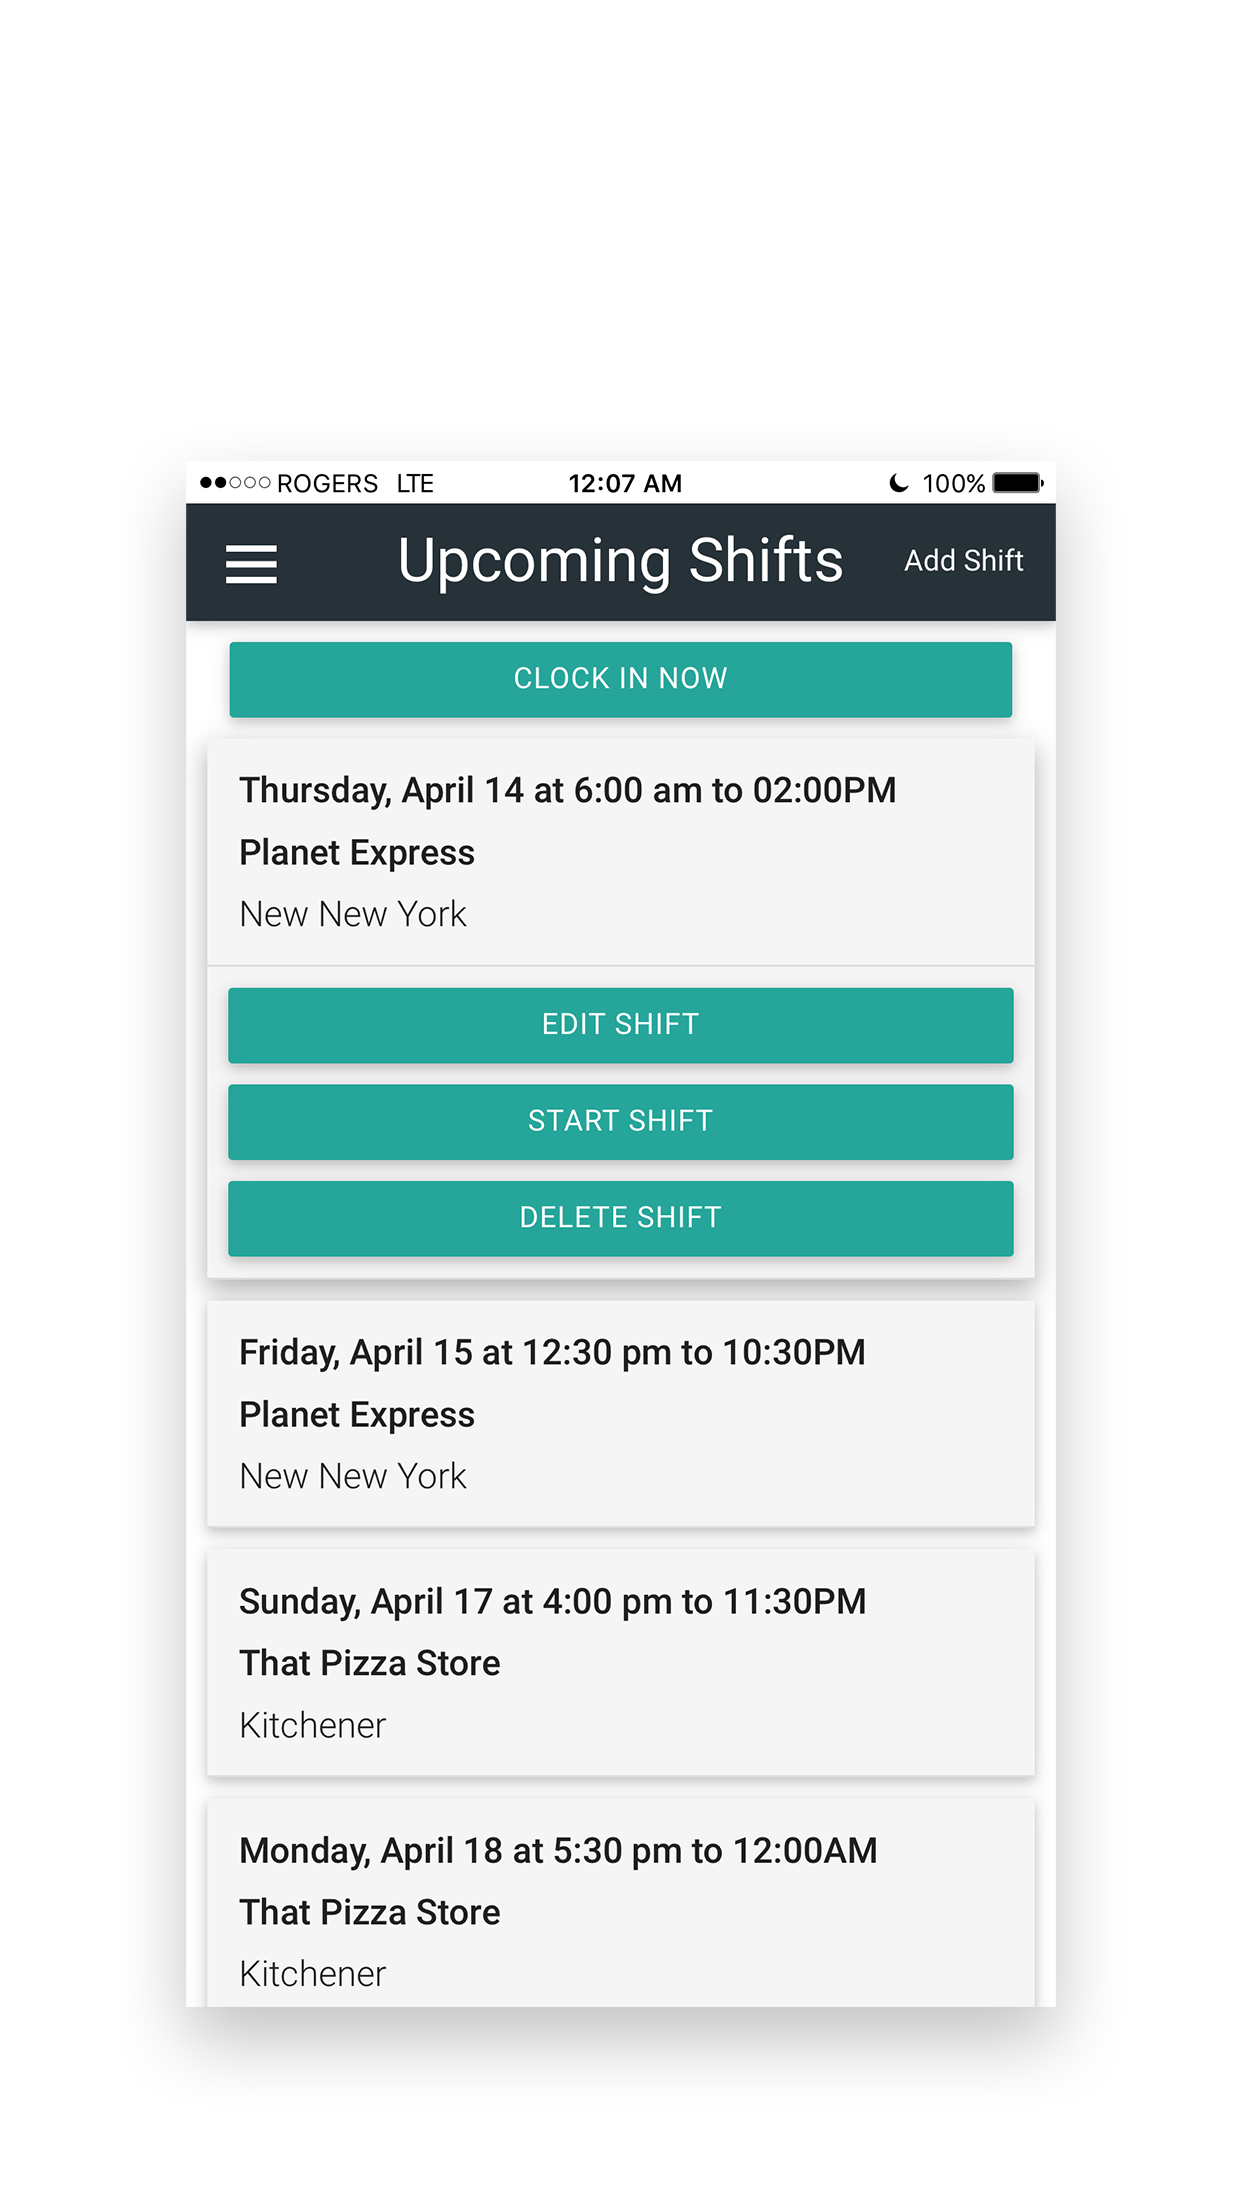 ROGERS LTE 12:07 AM 100%
Upcoming Shifts Add Shift
CLOCK IN NOW
Thursday, April 14 at 6:00 am to 02:00PM
Planet Express
New New York
EDIT SHIFT
START SHIFT
DELETE SHIFT
Friday, April 15 at 12:30 pm to 10:30PM
Planet Express
New New York
Sunday, April 17 at 4:00 pm to 11:30PM
That Pizza Store
Kitchener
Monday, April 18 at 5:30 pm to 12:00AM
That Pizza Store
Kitchener